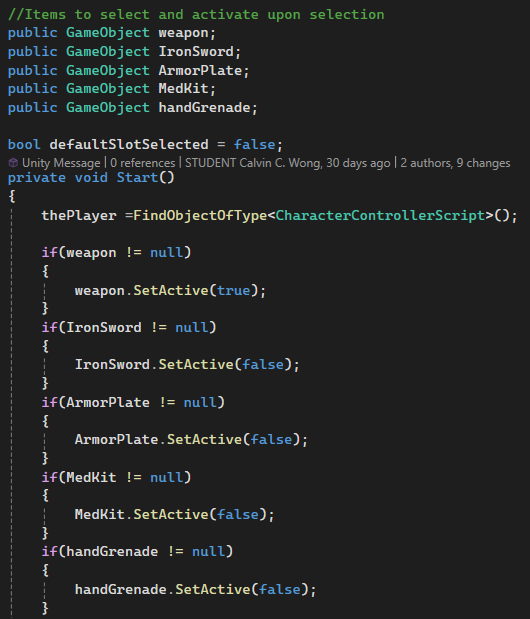 //Items to select and activate upon selection
public GameObject weapon;
public GameObject IronSword;
public GameObject ArmorPlate;
public GameObject MedKit;
public GameObject handGrenade;
bool defaultSlotSelected = false;
Unity Message | 0 references | STUDENT Calvin C. Wong, 30 days ago | 2 authors, 9 changes
private void Start()
{
thePlayer =FindObjectOfType<CharacterControllerScript>();
if(weapon != null)
{
weapon.SetActive(true);
}
if(IronSword != null)
{
IronSword.SetActive(false);
}
if(ArmorPlate != null)
{
ArmorPlate.SetActive(false);
}
if(MedKit != null)
{
MedKit.SetActive(false);
}
if(handGrenade != null)
{
handGrenade.SetActive(false);
}